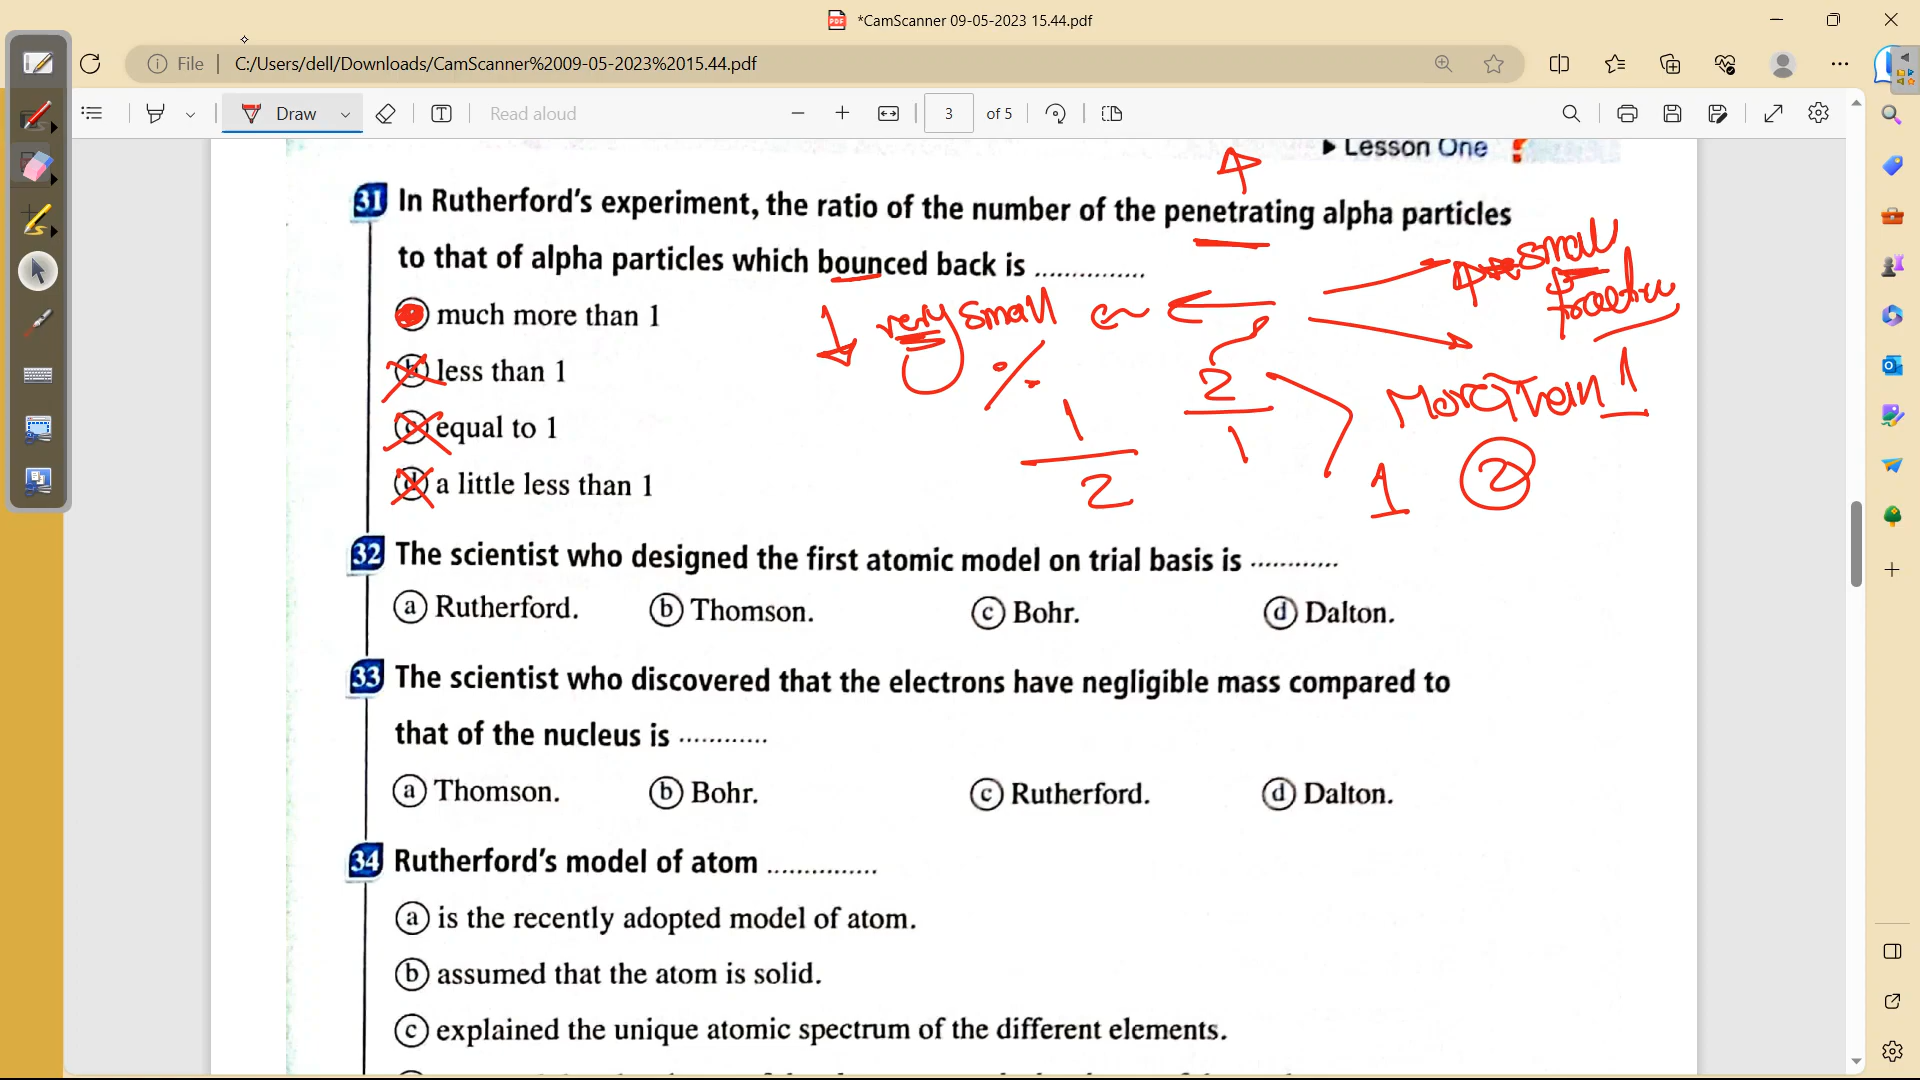 *CamScanner 09-05-2023 15.44.pdf
File C:/Users/dell/Downloads/CamScanner%2009-05-2023%2015.44.pdf
Draw
Read aloud
3 of 5
Lesson One
31 In Rutherford's experiment, the ratio of the number of the penetrating alpha particles
to that of alpha particles which bounced back is ...............
much more than 1
b less than 1
c equal to 1
d a little less than 1
very small
%
1
2
2
1
small
More Than 1
1
2
32 The scientist who designed the first atomic model on trial basis is ............
a Rutherford. b Thomson. c Bohr. d Dalton.
33 The scientist who discovered that the electrons have negligible mass compared to
that of the nucleus is ............
a Thomson. b Bohr. c Rutherford. d Dalton.
34 Rutherford's model of atom ...............
a is the recently adopted model of atom.
b assumed that the atom is solid.
c explained the unique atomic spectrum of the different elements.